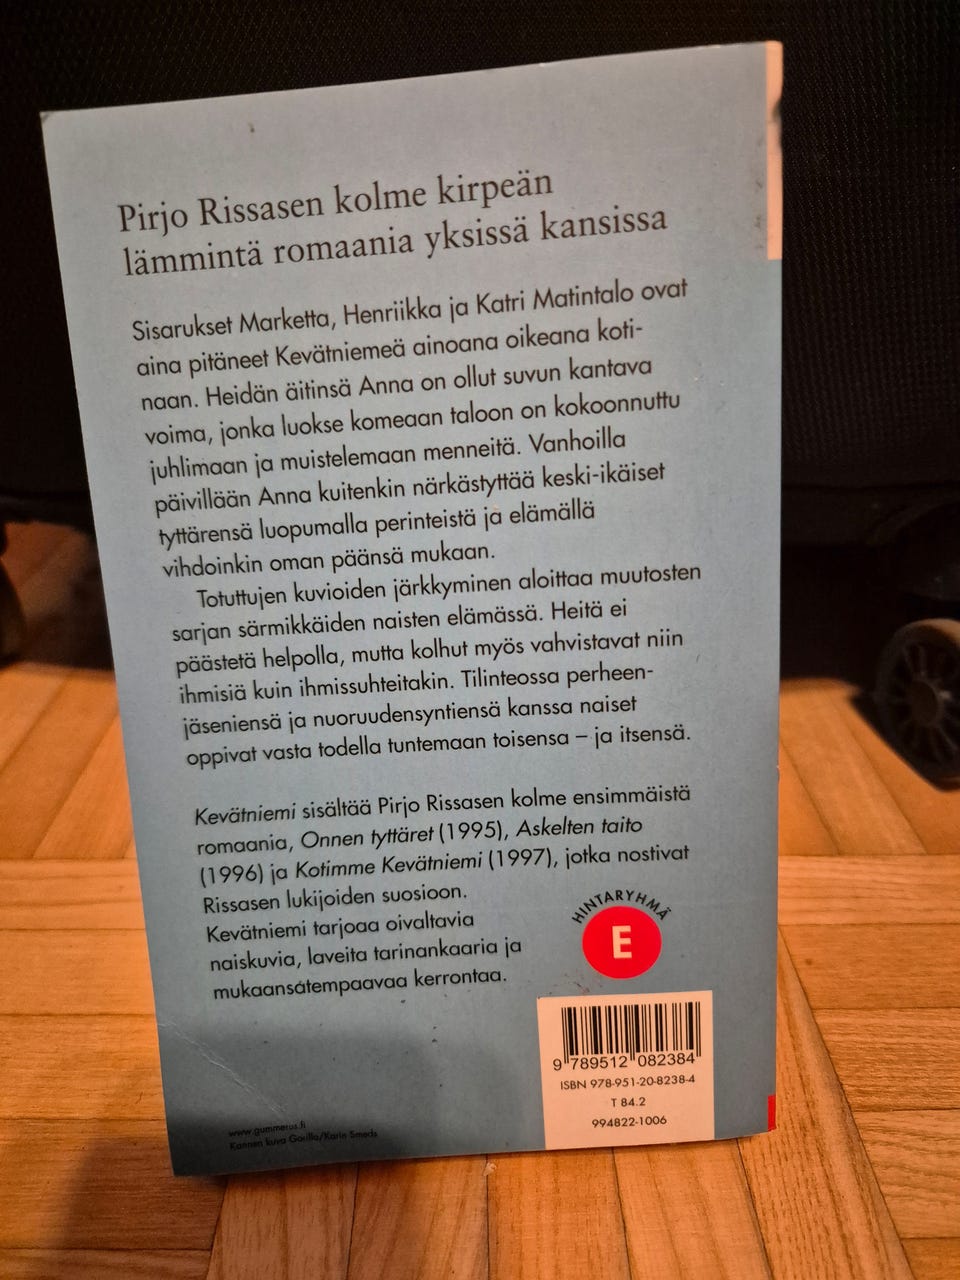 Pirjo Rissasen kolme kirpeän
lämmintä romaania yksissä kansissa
Sisarukset Marketta, Henriikka ja Katri Matintalo ovat
aina pitäneet Kevätniemeä ainoana oikeana koti-
naan. Heidän äitinsä Anna on ollut suvun kantava
voima, jonka luokse komeaan taloon on kokoonnuttu
juhlimaan ja muistelemaan menneitä. Vanhoilla
päivillään Anna kuitenkin närkästyttää keski-ikäiset
tyttärensä luopumalla perinteistä ja elämällä
vihdoinkin oman päänsä mukaan.
Totuttujen kuvioiden järkkyminen aloittaa muutosten
sarjan särmikkäiden naisten elämässä. Heitä ei
päästetä helpolla, mutta kolhut myös vahvistavat niin
ihmisiä kuin ihmissuhteitakin. Tilinteossa perheen-
jäseniensä ja nuoruudensyntiensä kanssa naiset
oppivat vasta todella tuntemaan toisensa – ja itsensä.
Kevätniemi sisältää Pirjo Rissasen kolme ensimmäistä
romaania, Onnen tyttäret (1995), Askelten taito
(1996) ja Kotimme Kevätniemi (1997), jotka nostivat
Rissasen lukijoiden suosioon.
Kevätniemi tarjoaa oivaltavia
naiskuvia, laveita tarinankaaria ja
mukaansatempaavaa kerrontaa.
HINTARYHMÄ
E
9 789512 082384
ISBN 978-951-20-8238-4
T 84.2
994822-1006
www.gummerus.fi
Kannen kuva Gorilla/Karin Smeds